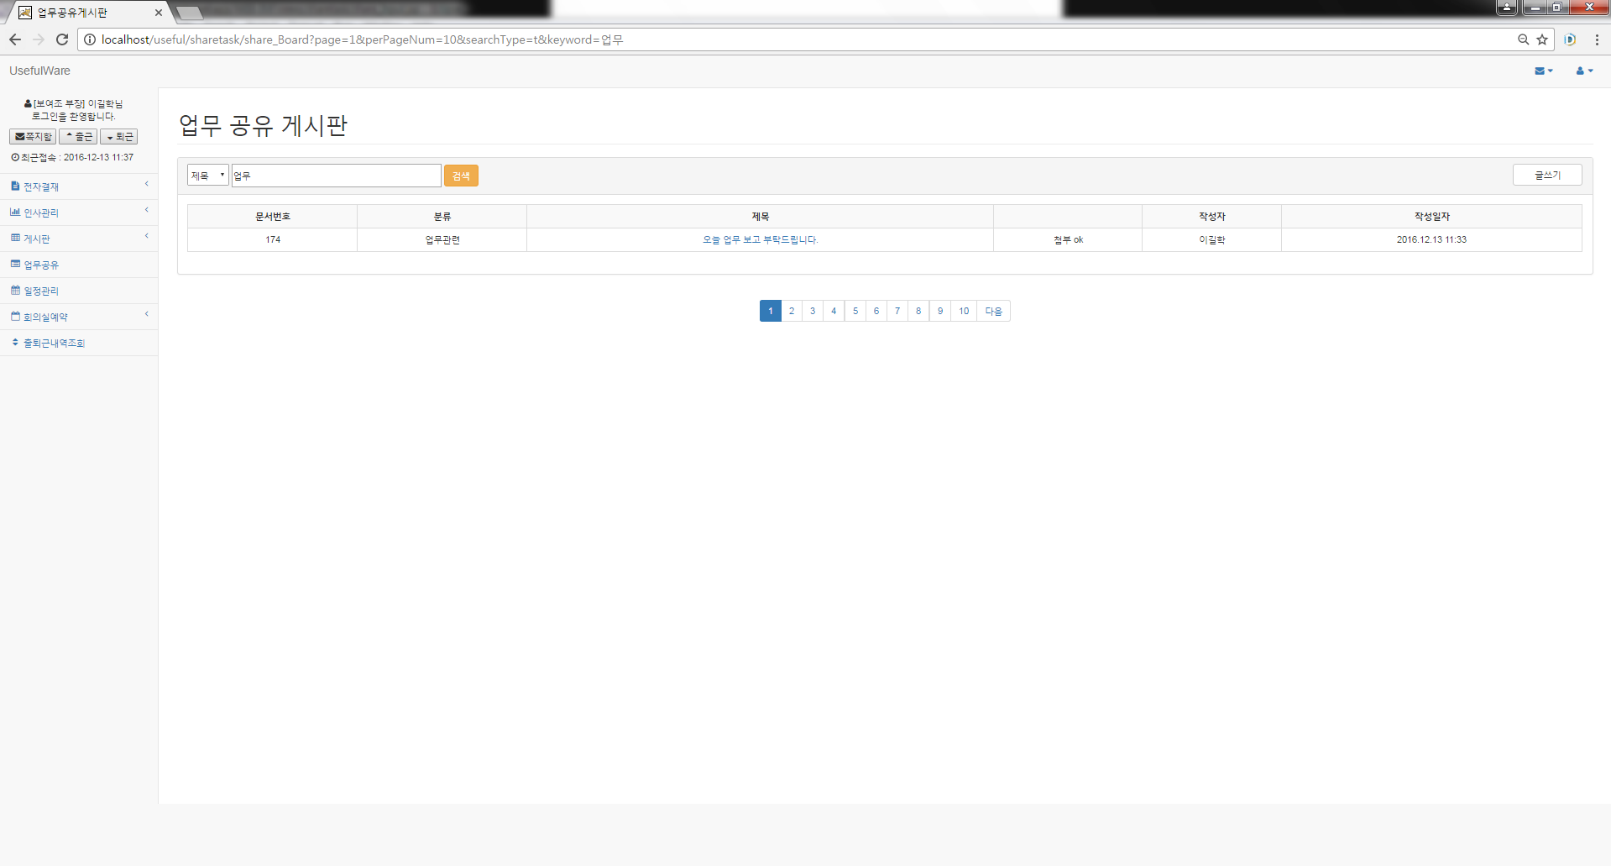 업무공유게시판
localhost/useful/sharetask/share_Board?page=1&perPageNum=10&searchType=t&keyword=업무
UsefulWare
[보여조 부장] 이길학님
로그인을 환영합니다.
쪽지함 출근 퇴근
최근접속 : 2016-12-13 11:37
전자결재
인사관리
게시판
업무공유
일정관리
회의실예약
출퇴근내역조회
업무 공유 게시판
제목 업무 검색 글쓰기
문서번호 분류 제목 작성자 작성일자
174 업무관련 오늘 업무 보고 부탁드립니다. 첨부 ok 이길학 2016.12.13 11:33
1 2 3 4 5 6 7 8 9 10 다음